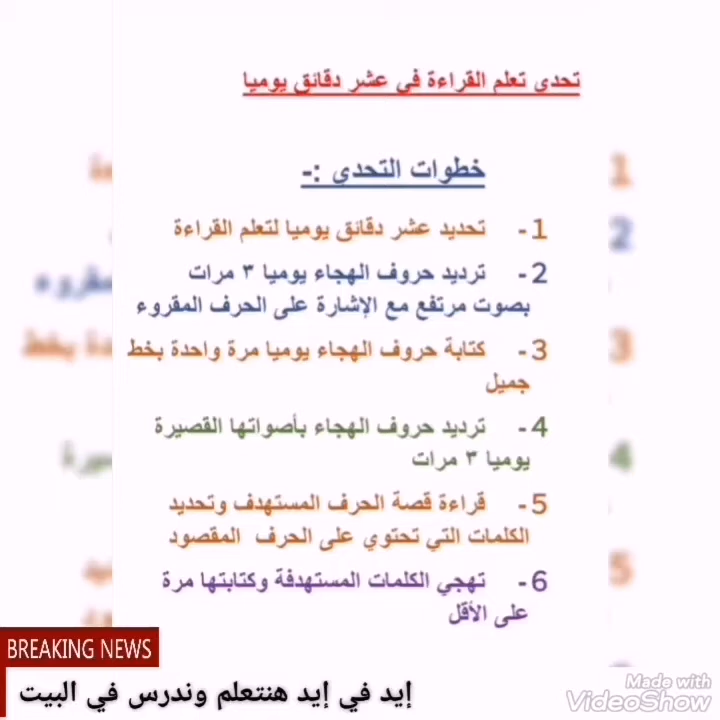 تحدى تعلم القراءة فى عشر دقائق يوميا
خطوات التحدى :-
1- تحديد عشر دقائق يوميا لتعلم القراءة
2- ترديد حروف الهجاء يوميا ٣ مرات
بصوت مرتفع مع الإشارة على الحرف المقروء
3- كتابة حروف الهجاء يوميا مرة واحدة بخط
جميل
4- ترديد حروف الهجاء بأصواتها القصيرة
يوميا ٣ مرات
5- قراءة قصة الحرف المستهدف وتحديد
الكلمات التي تحتوي على الحرف المقصود
6- تهجي الكلمات المستهدفة وكتابتها مرة
على الأقل
BREAKING NEWS
إيد في إيد هنتعلم وندرس في البيت
Made with
VideoShow